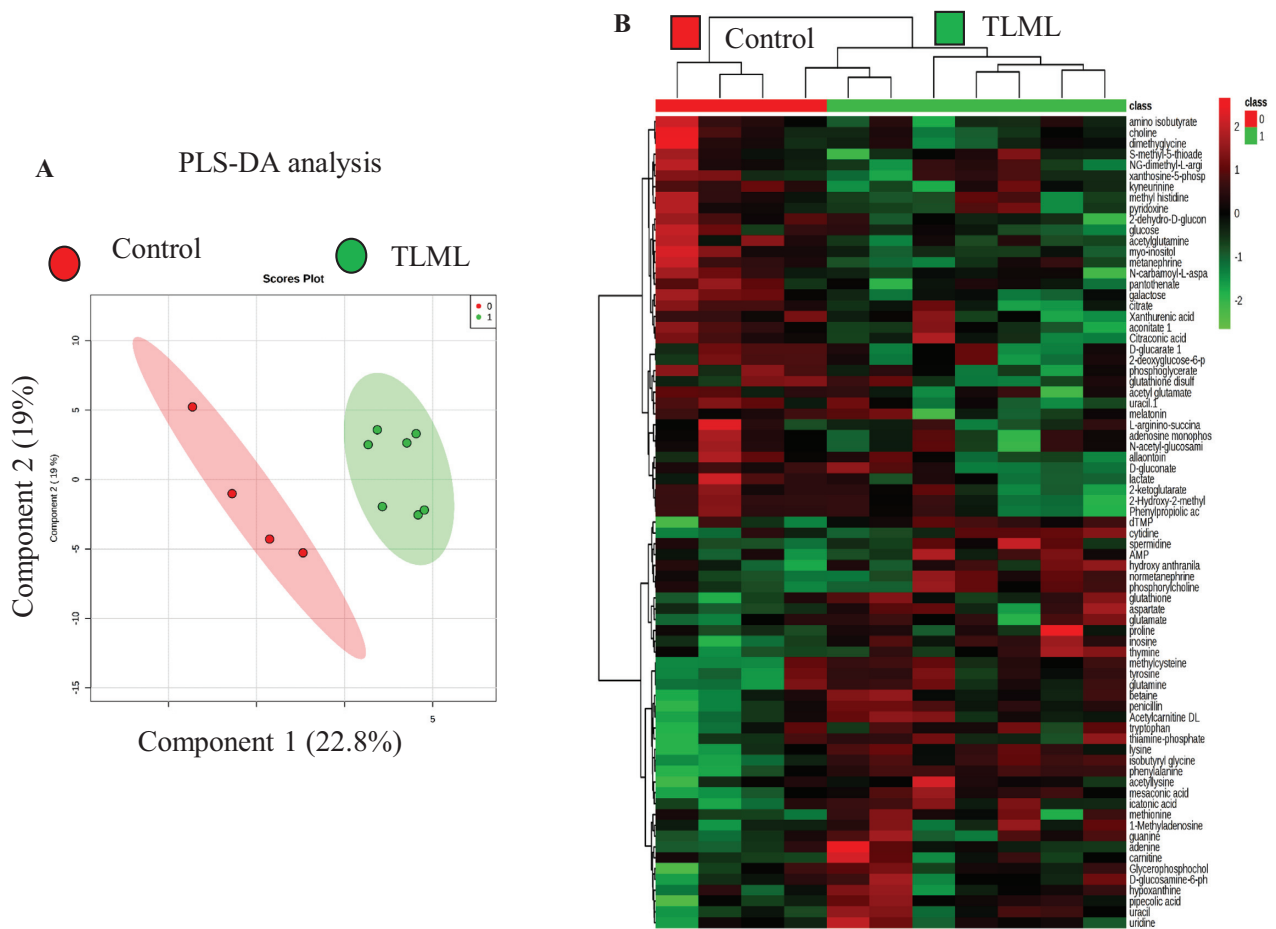 A
PLS-DA analysis
Control
TLML
Scores Plot
0
1
10
5
0
-5
-10
-15
5
Component 2 (19%)
Component 2 ( 19 %)
Component 1 (22.8%)
B
Control
TLML
class
amino isobutyrate
choline
dimethylglycine
S-methyl-5-thioade
NG-dimethyl-L-argi
xanthosine-5-phosp
kyneurinine
methyl histidine
pyridoxine
2-dehydro-D-glucon
glucose
acetylglutamine
myo-inositol
metanephrine
N-carbamoyl-L-aspa
pantothenate
galactose
citrate
Xanthurenic acid
aconitate 1
Citraconic acid
D-glucarate 1
2-deoxyglucose-6-p
phosphoglycerate
glutathione disulf
acetyl glutamate
uracil.1
melatonin
L-arginino-succina
adenosine monophos
N-acetyl-glucosami
allaontoin
D-gluconate
lactate
2-ketoglutarate
2-Hydroxy-2-methyl
Phenylpropiolic ac
dTMP
cytidine
spermidine
AMP
hydroxy anthranila
normetanephrine
phosphorylcholine
glutathione
aspartate
glutamate
proline
inosine
thymine
methylcysteine
tyrosine
glutamine
betaine
penicillin
Acetylcarnitine DL
tryptophan
thiamine-phosphate
lysine
isobutyryl glycine
phenylalanine
acetyllysine
mesaconic acid
icatonic acid
methionine
1-Methyladenosine
guanine
adenine
carnitine
Glycerophosphochol
D-glucosamine-6-ph
hypoxanthine
pipecolic acid
uracil
uridine
2
1
0
-1
-2
class
0
1